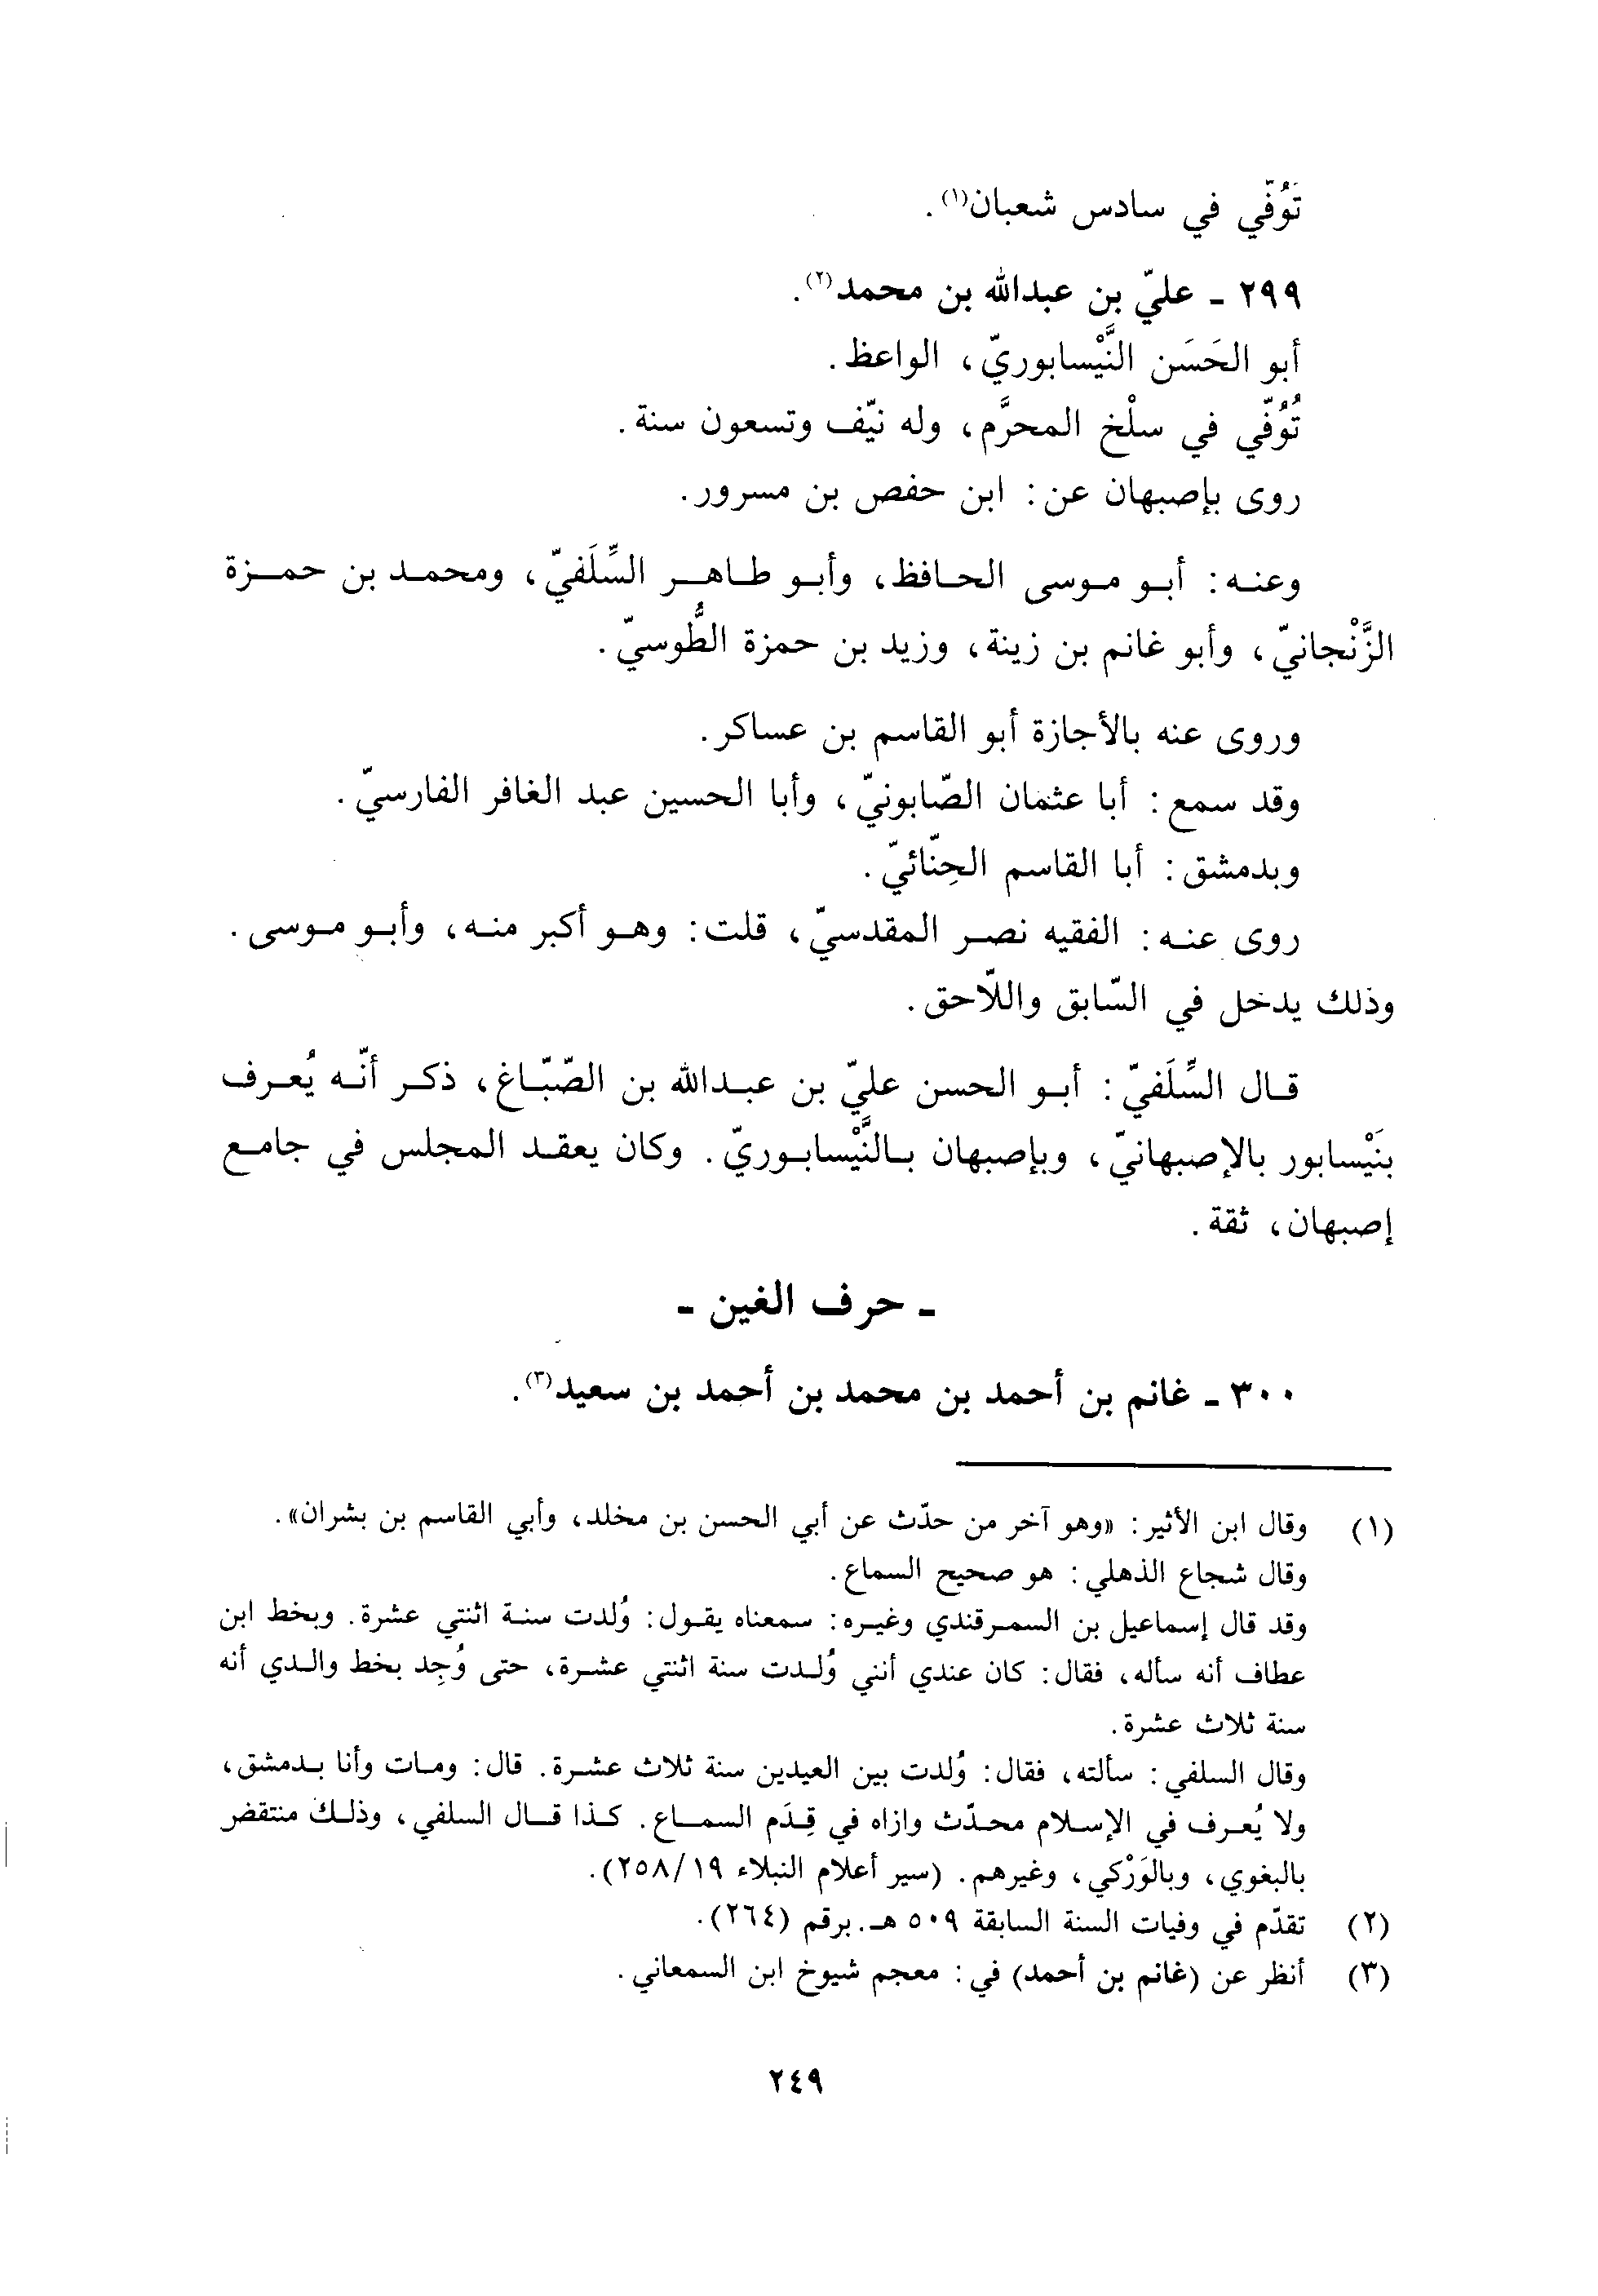 تَوُفّي في سادس شعبان(١).
٢٩٩ ـ عليّ بن عبدالله بن محمد(٢).
أبو الحَسَن النَّيْسابوريّ، الواعظ.
تُوُفّي في سلْخ المحرَّم، وله نيّف وتسعون سنة.
روى بإصبهان عن: ابن حفص بن مسرور.
وعنه: أبو موسى الحافظ، وأبو طاهر السِّلَفيّ، ومحمد بن حمزة
الزَّنْجانيّ، وأبو غانم بن زينة، وزيد بن حمزة الطُّوسيّ.
وروى عنه بالأجازة أبو القاسم بن عساكر.
وقد سمع: أبا عثمان الصّابونيّ، وأبا الحسين عبد الغافر الفارسيّ.
وبدمشق: أبا القاسم الحِنّائيّ.
روى عنه: الفقيه نصر المقدسيّ، قلت: وهو أكبر منه، وأبو موسى.
وذلك يدخل في السّابق واللّاحق.
قال السِّلَفيّ: أبو الحسن عليّ بن عبدالله بن الصّبّاغ، ذكر أنّه يُعرف
بنَيْسابور بالإصبهانيّ، وبإصبهان بالنَّيْسابوريّ. وكان يعقد المجلس في جامع
إصبهان، ثقة.
ـ حرف الغين ـ
٣٠٠ ـ غانم بن أحمد بن محمد بن أحمد بن سعيد(٣).
(١) وقال ابن الأثير: «وهو آخر من حدّث عن أبي الحسن بن مخلد، وأبي القاسم بن بشران».
وقال شجاع الذهلي: هو صحيح السماع.
وقد قال إسماعيل بن السمرقندي وغيره: سمعناه يقول: وُلدت سنة اثنتي عشرة. وبخط ابن
عطاف أنه سأله، فقال: كان عندي أنني وُلدت سنة اثنتي عشرة، حتى وُجِد بخط والدي أنه
سنة ثلاث عشرة.
وقال السلفي: سألته، فقال: وُلدت بين العيدين سنة ثلاث عشرة. قال: ومات وأنا بدمشق،
ولا يُعرف في الإسلام محدّث وازاه في قِدَم السماع. كذا قال السلفي، وذلك منتقض
بالبغوي، وبالوَرْكي، وغيرهم. (سير أعلام النبلاء ١٩/٢٥٨).
(٢) تقدّم في وفيات السنة السابقة ٥٠٩ هـ. برقم (٢٦٤).
(٣) أنظر عن (غانم بن أحمد) في: معجم شيوخ ابن السمعاني.
٢٤٩